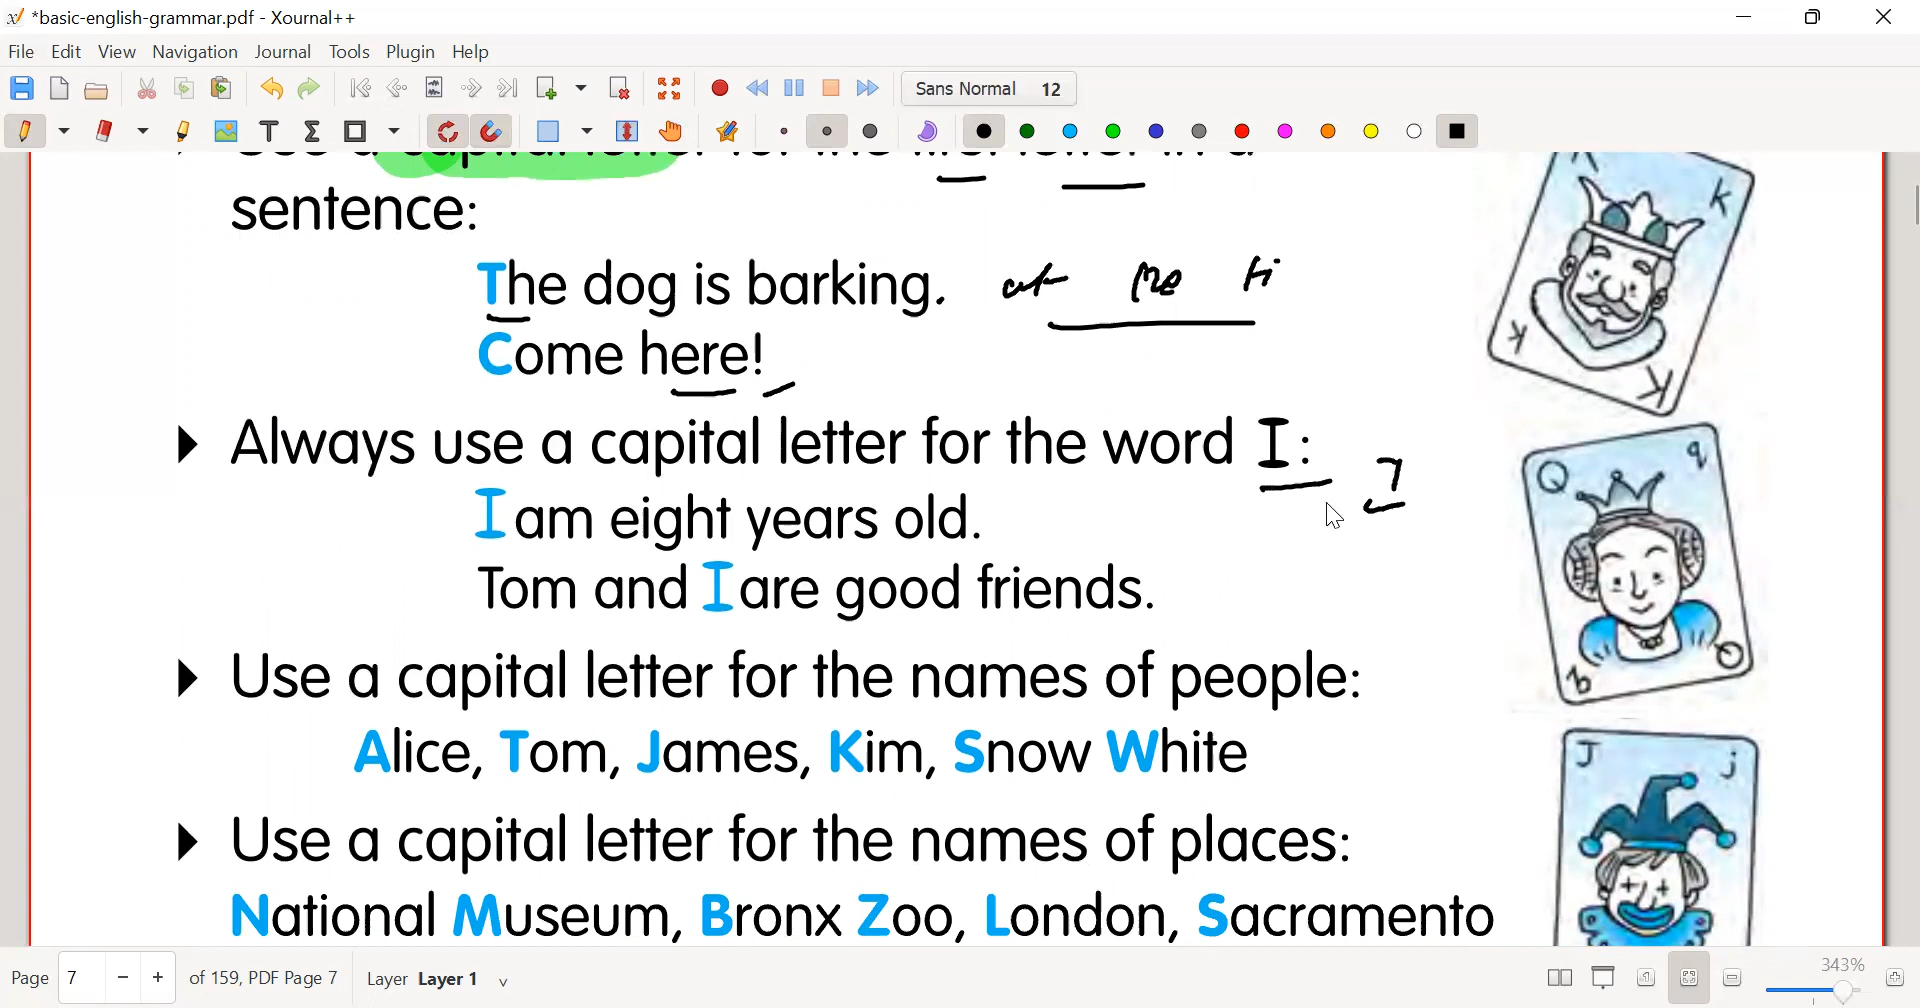 *basic-english-grammar.pdf - Xournal++
File Edit View Navigation Journal Tools Plugin Help
Sans Normal 12
sentence:
The dog is barking. at me
Come here!
K
K
K
Always use a capital letter for the word I:
I am eight years old.
Tom and I are good friends.
Q
q
Use a capital letter for the names of people:
Alice, Tom, James, Kim, Snow White
J
j
Use a capital letter for the names of places:
National Museum, Bronx Zoo, London, Sacramento
Page 7 of 159, PDF Page 7 Layer Layer 1
343%